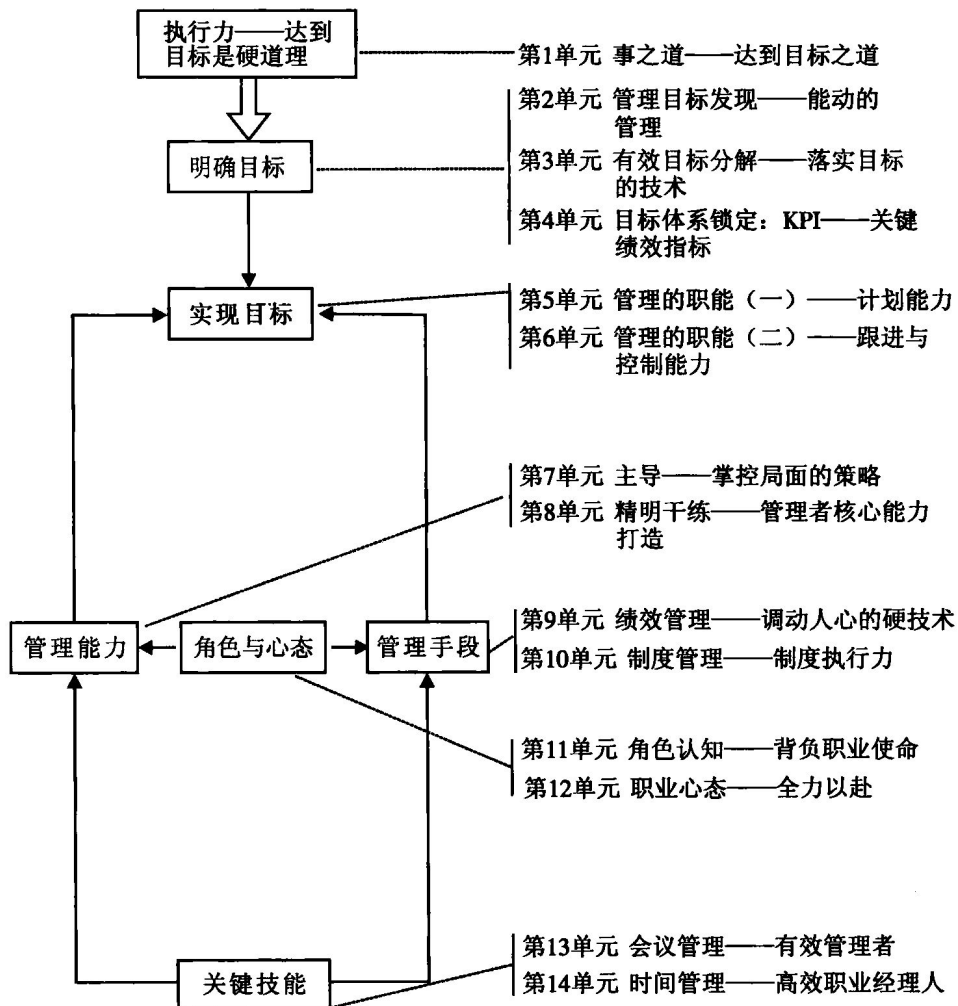 执行力——达到
目标是硬道理
第1单元 事之道——达到目标之道
第2单元 管理目标发现——能动的
管理
明确目标
第3单元 有效目标分解——落实目标
的技术
第4单元 目标体系锁定：KPI——关键
绩效指标
实现目标
第5单元 管理的职能（一）——计划能力
第6单元 管理的职能（二）——跟进与
控制能力
第7单元 主导——掌控局面的策略
第8单元 精明干练——管理者核心能力
打造
管理能力
角色与心态
管理手段
第9单元 绩效管理——调动人心的硬技术
第10单元 制度管理——制度执行力
第11单元 角色认知——背负职业使命
第12单元 职业心态——全力以赴
关键技能
第13单元 会议管理——有效管理者
第14单元 时间管理——高效职业经理人